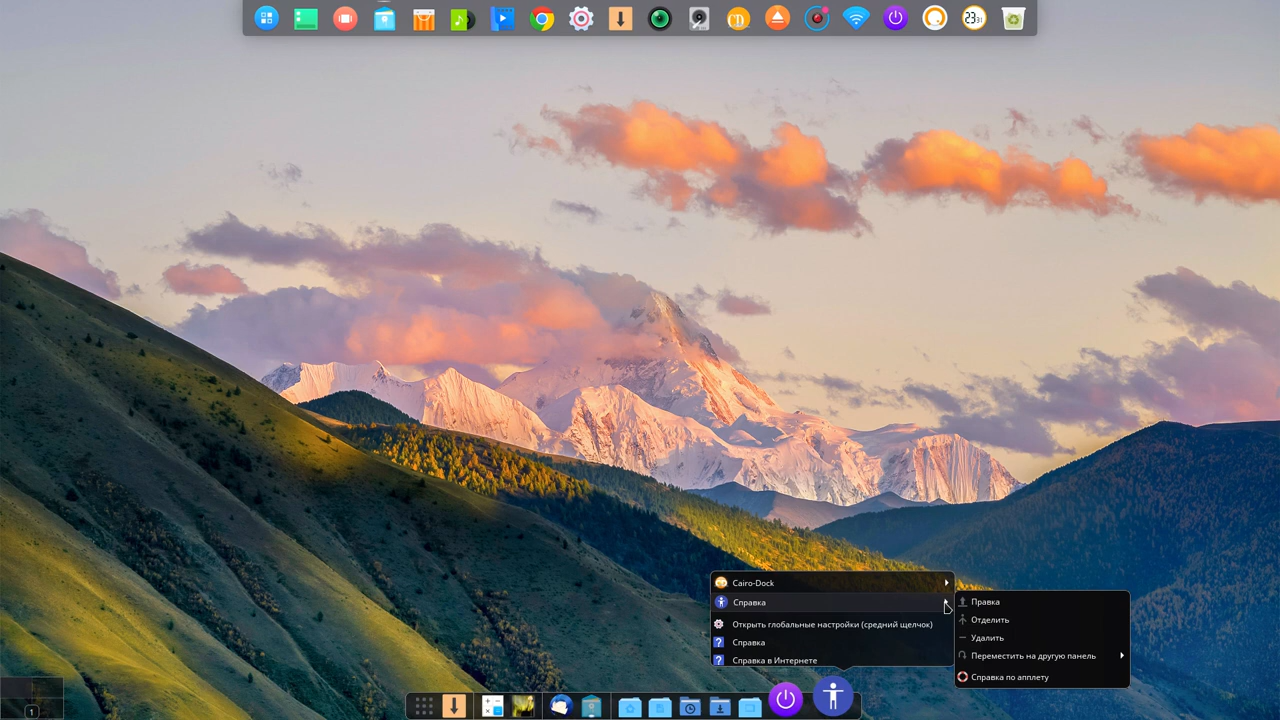 23 31
Cairo-Dock
Справка
Открыть глобальные настройки (средний щелчок)
Справка
Справка в Интернете
Правка
Отделить
Удалить
Переместить на другую панель
Справка по апплету
1